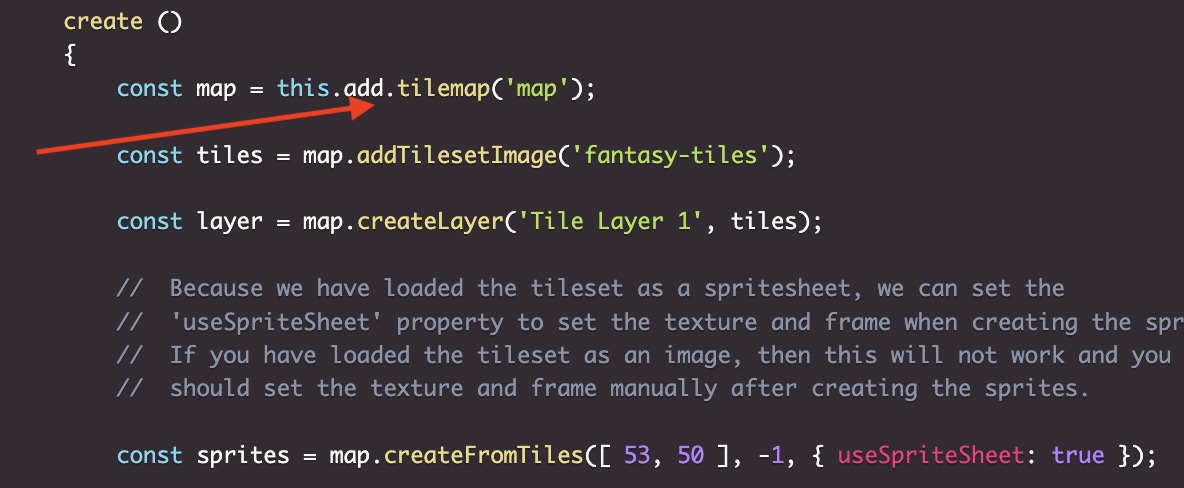 create ()
{
const map = this.add.tilemap('map');
const tiles = map.addTilesetImage('fantasy-tiles');
const layer = map.createLayer('Tile Layer 1', tiles);
//  Because we have loaded the tileset as a spritesheet, we can set the
//  'useSpriteSheet' property to set the texture and frame when creating the spr
//  If you have loaded the tileset as an image, then this will not work and you
//  should set the texture and frame manually after creating the sprites.
const sprites = map.createFromTiles([ 53, 50 ], -1, { useSpriteSheet: true });